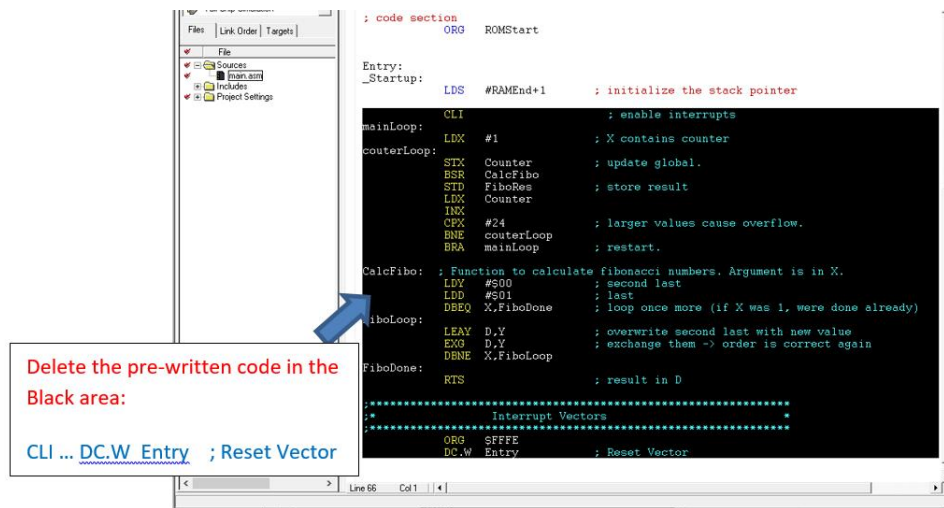 Files | Link Order | Targets
File
Sources
main.asm
Includes
Project Settings
; code section
ORG ROMStart
Entry:
_Startup:
LDS #RAMEnd+1 ; initialize the stack pointer
CLI ; enable interrupts
mainLoop:
LDX #1 ; X contains counter
couterLoop:
STX Counter ; update global.
BSR CalcFibo
STD FiboRes ; store result
LDX Counter
INX
CPX #24 ; larger values cause overflow.
BNE couterLoop
BRA mainLoop ; restart.
CalcFibo: ; Function to calculate fibonacci numbers. Argument is in X.
LDY #$00 ; second last
LDD #$01 ; last
DBEQ X,FiboDone ; loop once more (if X was 1, were done already)
iboLoop:
LEAY D,Y ; overwrite second last with new value
EXG D,Y ; exchange them -> order is correct again
DBNE X,FiboLoop
FiboDone:
RTS ; result in D
;**************************************************************
;* Interrupt Vectors *
;**************************************************************
ORG $FFFE
DC.W Entry ; Reset Vector
Delete the pre-written code in the
Black area:
CLI ... DC.W Entry ; Reset Vector
Line 66 Col 1